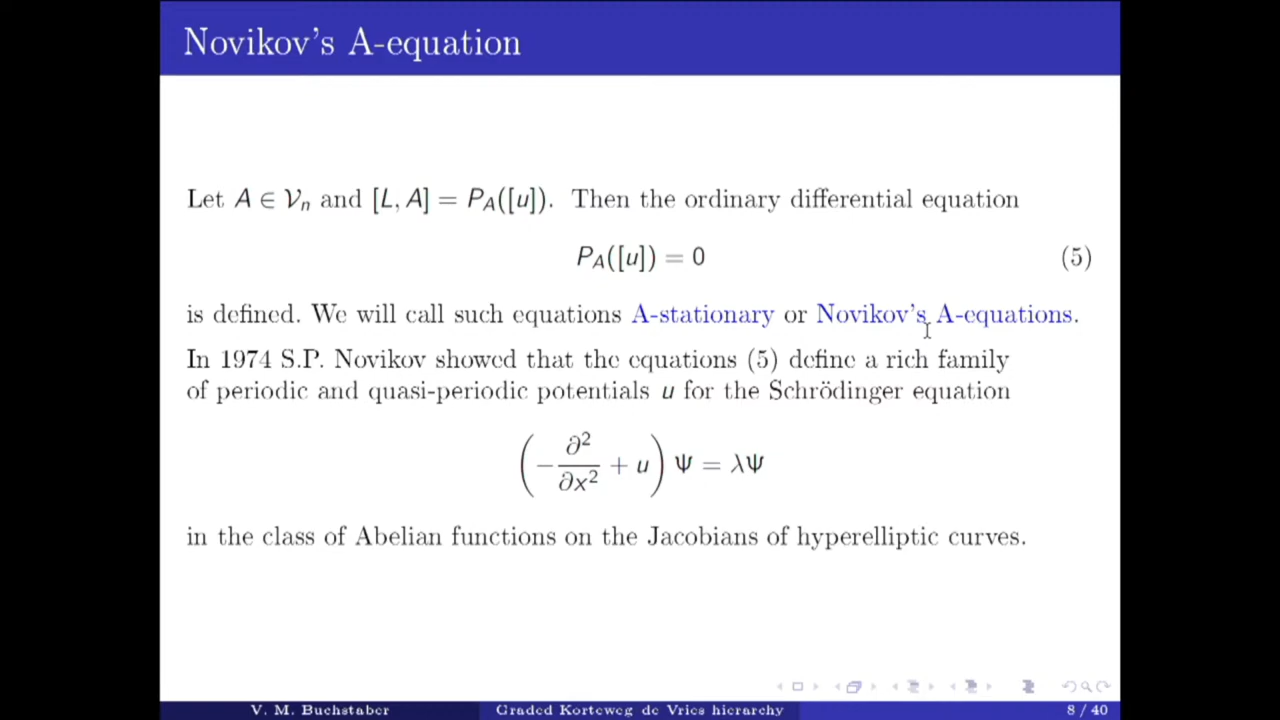 Novikov's A-equation
Let A ∈ 𝒱ₙ and [L, A] = P_A([u]). Then the ordinary differential equation
P_A([u]) = 0 (5)
is defined. We will call such equations A-stationary or Novikov's A-equations.
In 1974 S.P. Novikov showed that the equations (5) define a rich family
of periodic and quasi-periodic potentials u for the Schrödinger equation
(−∂²/∂x² + u) Ψ = λΨ
in the class of Abelian functions on the Jacobians of hyperelliptic curves.
V. M. Buchstaber Graded Korteweg de Vries hierarchy 8 / 40